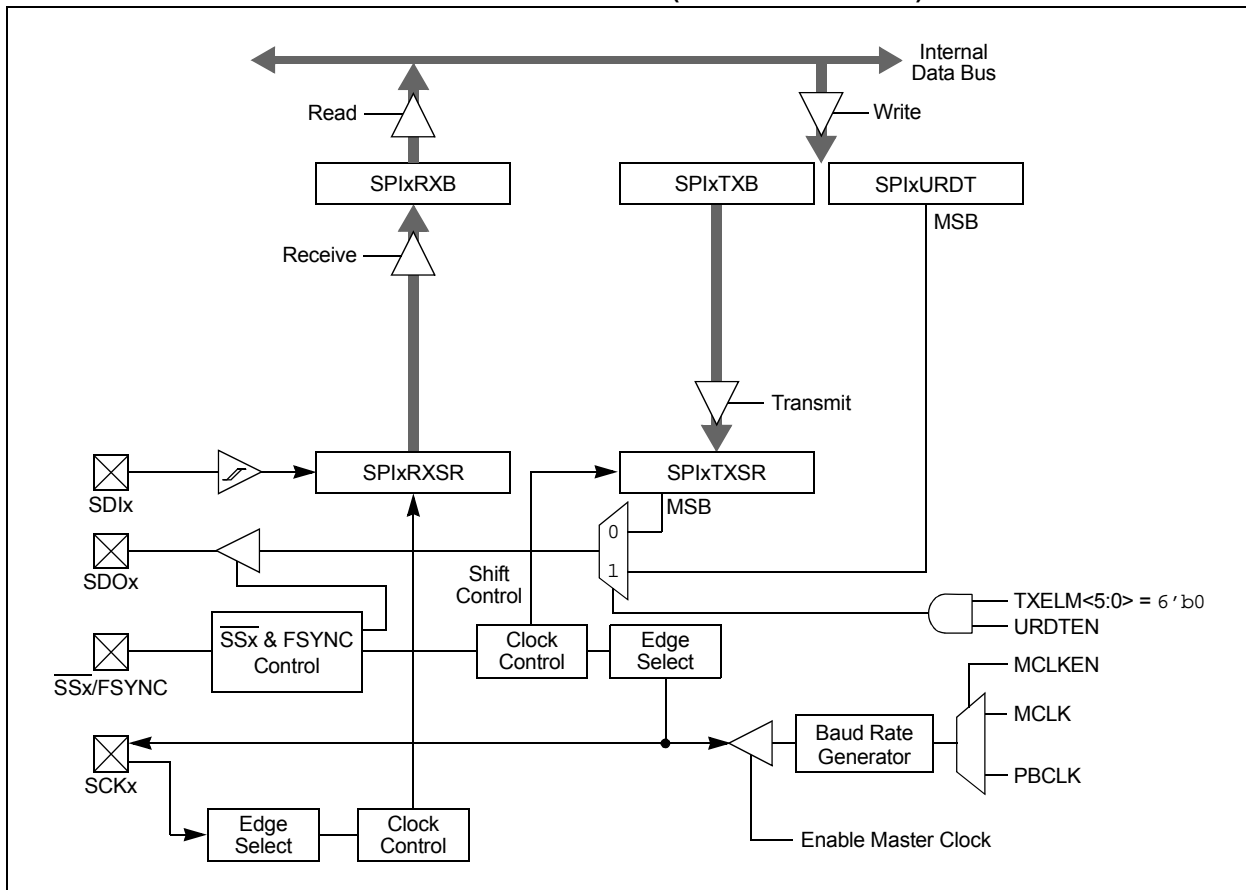 Internal
Data Bus
Read
Write
SPIxRXB
SPIxTXB
SPIxURDT
MSB
Receive
Transmit
SPIxRXSR
SPIxTXSR
SDIx
MSB
0
SDOx
1
Shift
Control
TXELM<5:0> = 6'b0
URDTEN
SSx & FSYNC
Control
Clock
Control
Edge
Select
SSx/FSYNC
MCLKEN
MCLK
Baud Rate
Generator
PBCLK
SCKx
Edge
Select
Clock
Control
Enable Master Clock